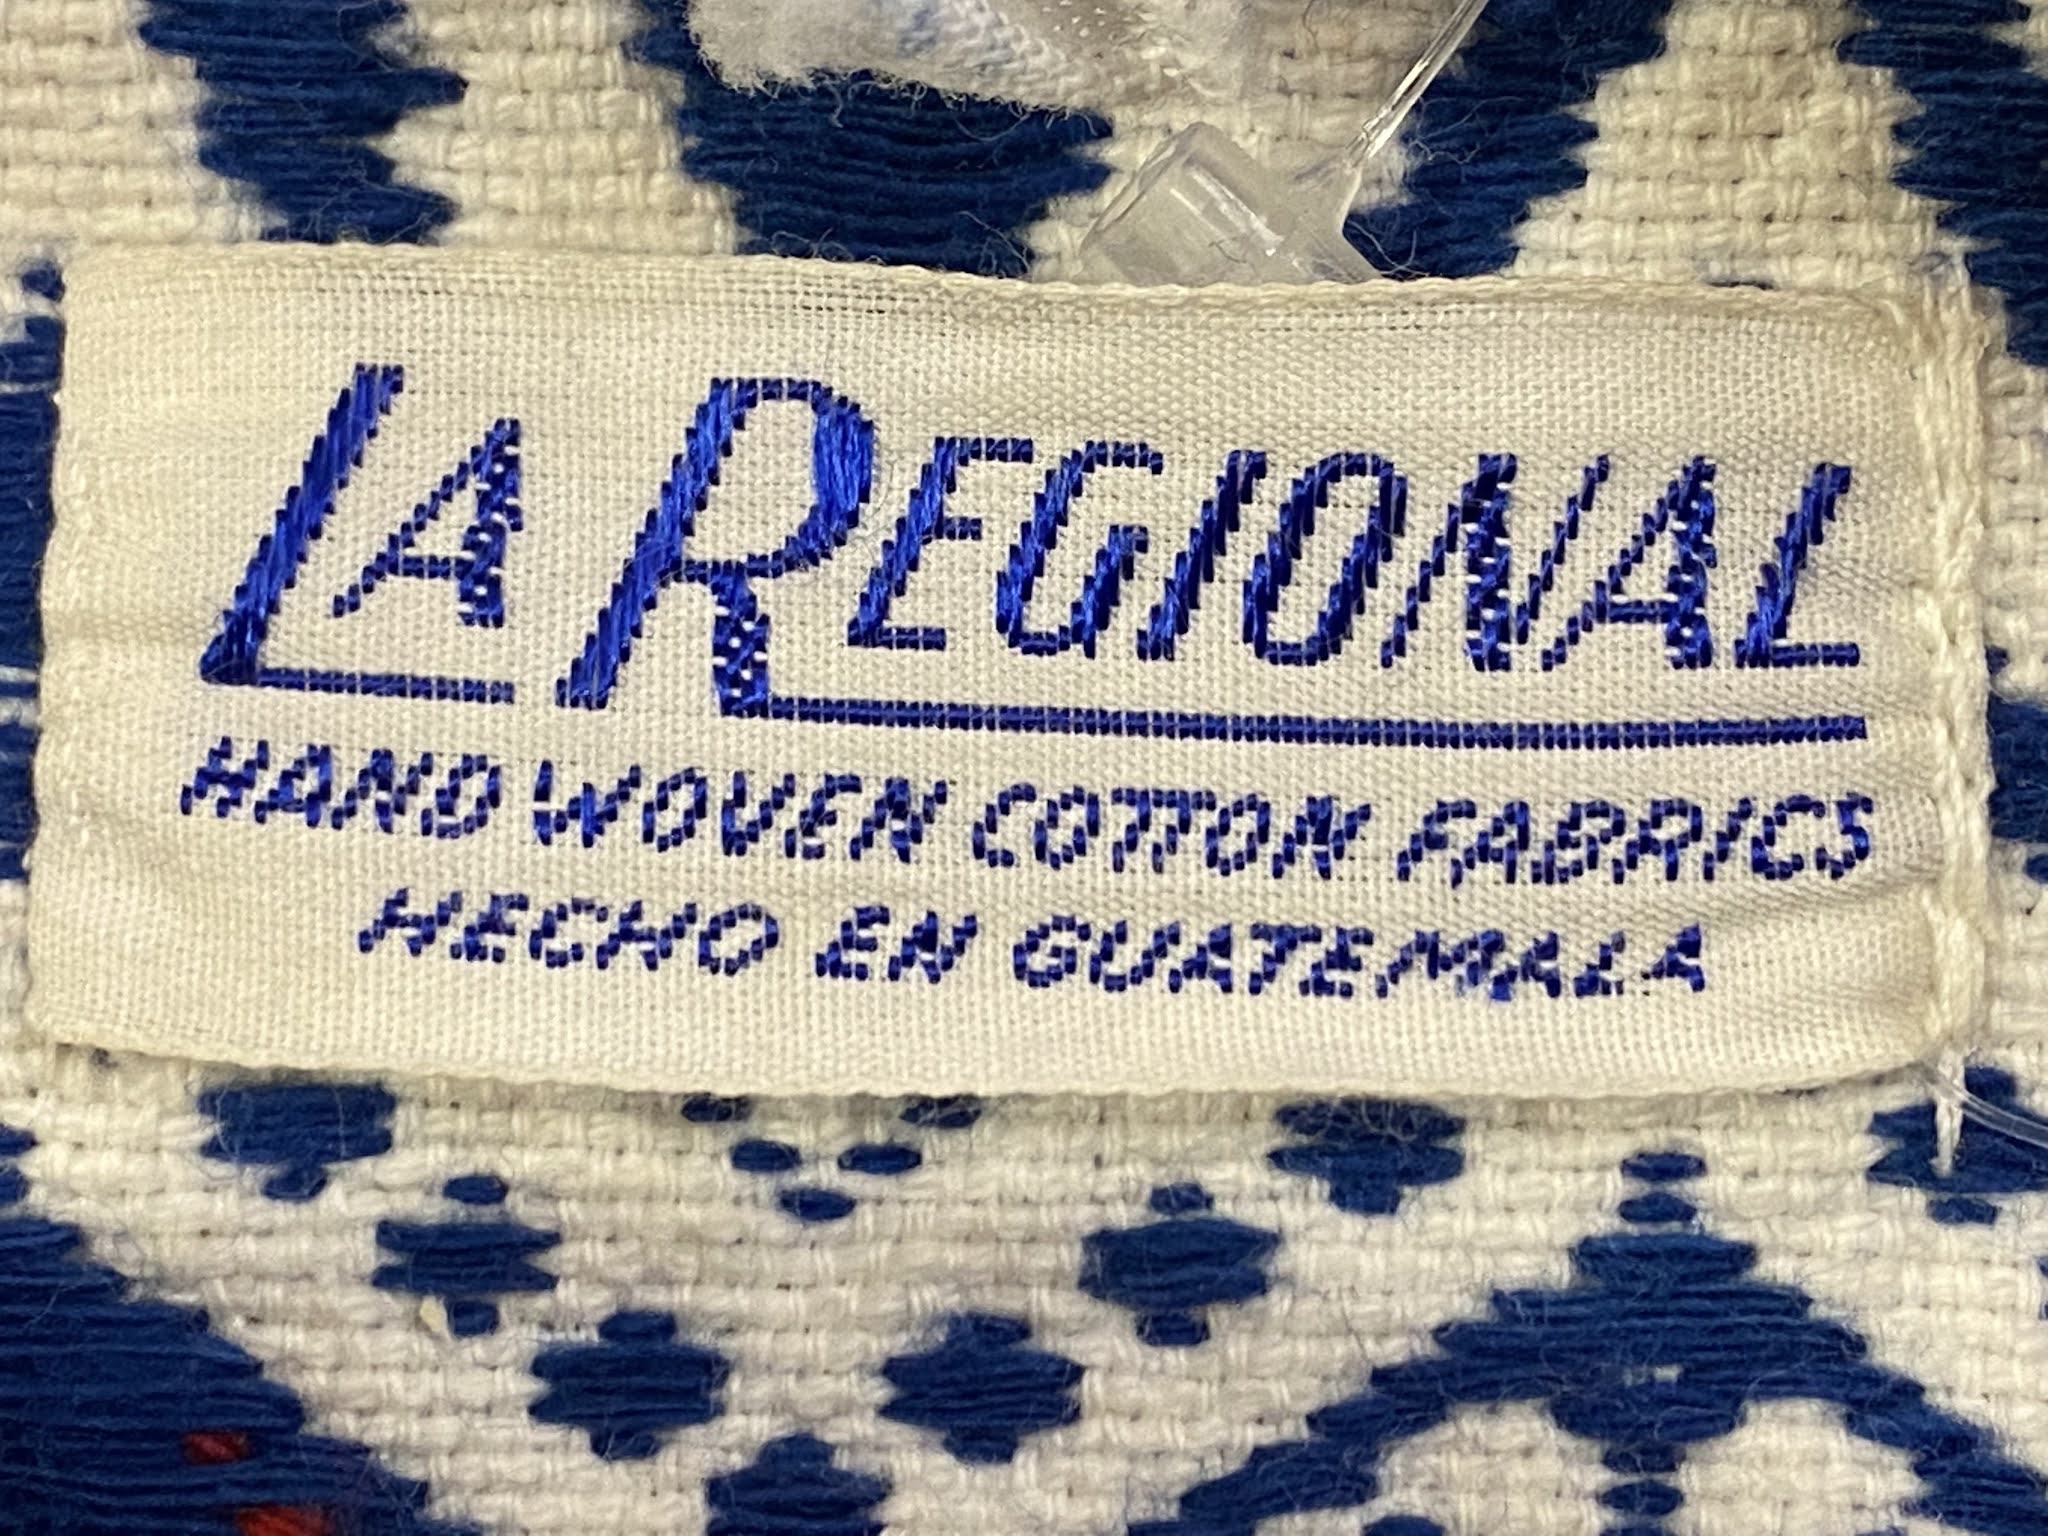 LA REGIONAL
HAND WOVEN COTTON FABRICS
HECHO EN GUATEMALA